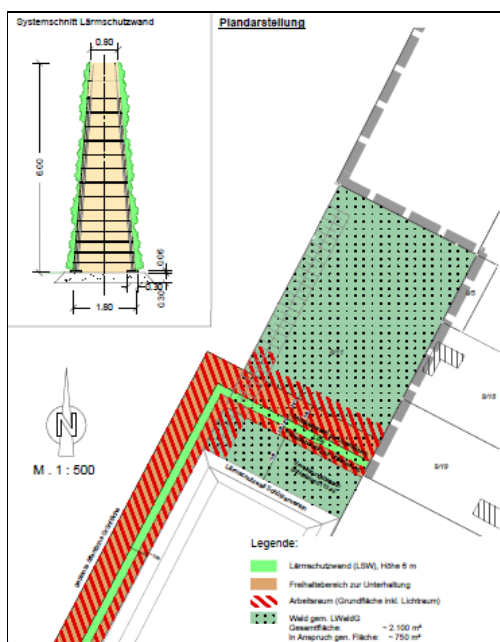 Systemschnitt Lärmschutzwand
Plandarstellung
0.80
6.00
0.06
0.30
0.30
1.80
N
M . 1 : 500
9/18
9/19
Legende:
Lärmschutzwand (LSW), Höhe 6 m
Freihaltebereich zur Unterhaltung
Arbeitsraum (Grundfläche inkl. Lichtraum)
Wald gem. LWaldG
Gesamtfläche: ~ 2.100 m²
in Anspruch gen. Fläche: ~ 750 m²